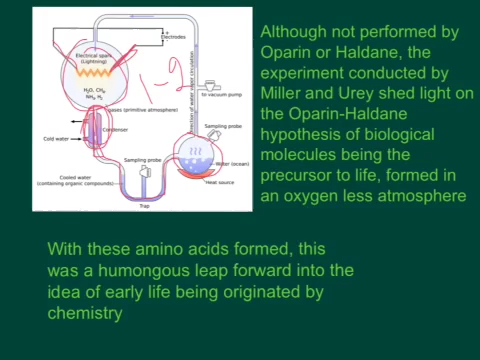 Electrodes
Electrical spark
(Lightning)
H₂O, CH₄
NH₃, H₂
gases (primitive atmosphere)
Direction of water vapor circulation
to vacuum pump
Condenser
Cold water
Sampling probe
Sampling probe
Water (ocean)
Heat source
Cooled water
(containing organic compounds)
Trap
Although not performed by
Oparin or Haldane, the
experiment conducted by
Miller and Urey shed light on
the Oparin-Haldane
hypothesis of biological
molecules being the
precursor to life, formed in
an oxygen less atmosphere
With these amino acids formed, this
was a humongous leap forward into the
idea of early life being originated by
chemistry